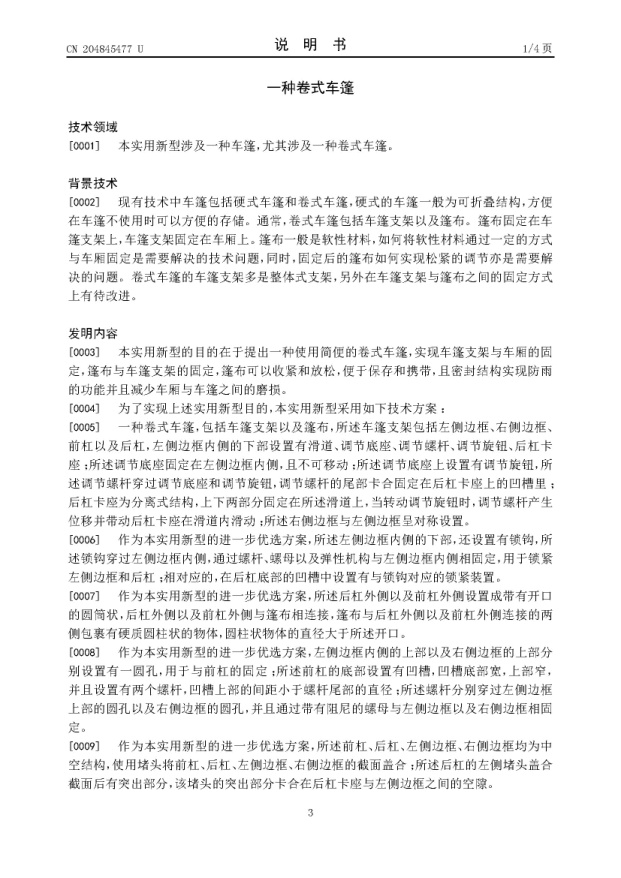 CN 204845477 U
说 明 书
1/4 页
一种卷式车篷
技术领域
[0001] 本实用新型涉及一种车篷,尤其涉及一种卷式车篷。
背景技术
[0002] 现有技术中车篷包括硬式车篷和卷式车篷,硬式的车篷一般为可折叠结构,方便
在车篷不使用时可以方便的存储。通常,卷式车篷包括车篷支架以及篷布。篷布固定在车
篷支架上,车篷支架固定在车厢上。篷布一般是软性材料,如何将软性材料通过一定的方式
与车厢固定是需要解决的技术问题,同时,固定后的篷布如何实现松紧的调节亦是需要解
决的问题。卷式车篷的车篷支架多是整体式支架,另外在车篷支架与篷布之间的固定方式
上有待改进。
发明内容
[0003] 本实用新型的目的在于提出一种使用简便的卷式车篷,实现车篷支架与车厢的固
定,篷布与车篷支架的固定,篷布可以收紧和放松,便于保存和携带,且密封结构实现防雨
的功能并且减少车厢与车篷之间的磨损。
[0004] 为了实现上述实用新型目的,本实用新型采用如下技术方案:
[0005] 一种卷式车篷,包括车篷支架以及篷布,所述车篷支架包括左侧边框、右侧边框、
前杠以及后杠,左侧边框内侧的下部设置有滑道、调节底座、调节螺杆、调节旋钮、后杠卡
座;所述调节底座固定在左侧边框内侧,且不可移动;所述调节底座上设置有调节旋钮,所
述调节螺杆穿过调节底座和调节旋钮,调节螺杆的尾部卡合固定在后杠卡座上的凹槽里;
后杠卡座为分离式结构,上下两部分固定在所述滑道上,当转动调节旋钮时,调节螺杆产生
位移并带动后杠卡座在滑道内滑动;所述右侧边框与左侧边框呈对称设置。
[0006] 作为本实用新型的进一步优选方案,所述左侧边框内侧的下部,还设置有锁钩,所
述锁钩穿过左侧边框内侧,通过螺杆、螺母以及弹性机构与左侧边框内侧相固定,用于锁紧
左侧边框和后杠;相对应的,在后杠底部的凹槽中设置有与锁钩对应的锁紧装置。
[0007] 作为本实用新型的进一步优选方案,所述后杠外侧以及前杠外侧设置成带有开口
的圆筒状,后杠外侧以及前杠外侧与篷布相连接,篷布与后杠外侧以及前杠外侧连接的两
侧包裹有硬质圆柱状的物体,圆柱状物体的直径大于所述开口。
[0008] 作为本实用新型的进一步优选方案,左侧边框内侧的上部以及右侧边框的上部分
别设置有一圆孔,用于与前杠的固定;所述前杠的底部设置有凹槽,凹槽底部宽,上部窄,
并且设置有两个螺杆,凹槽上部的间距小于螺杆尾部的直径;所述螺杆分别穿过左侧边框
上部的圆孔以及右侧边框的圆孔,并且通过带有阻尼的螺母与左侧边框以及右侧边框相固
定。
[0009] 作为本实用新型的进一步优选方案,所述前杠、后杠、左侧边框、右侧边框均为中
空结构,使用堵头将前杠、后杠、左侧边框、右侧边框的截面盖合;所述后杠的左侧堵头盖合
截面后有突出部分,该堵头的突出部分卡合在后杠卡座与左侧边框之间的空隙。
3